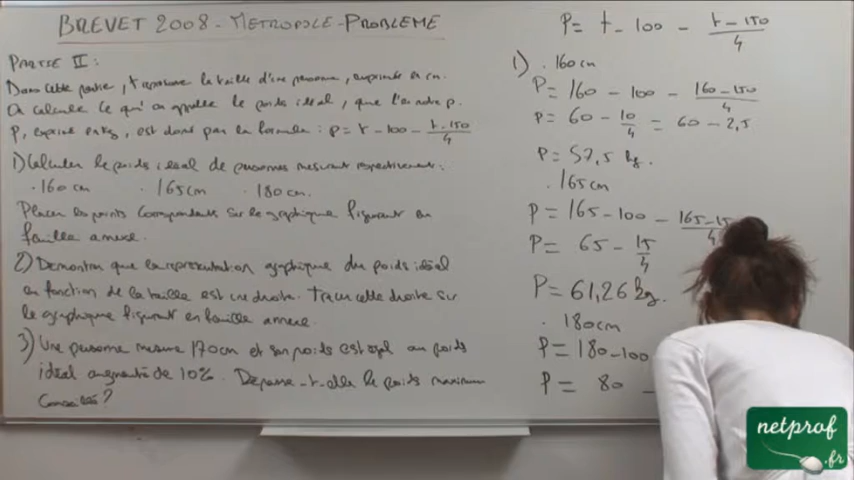 BREVET 2008 - METROPOLE - PROBLEME
PARTIE II :
Dans cette partie, t représente la taille d'une personne, exprimée en cm.
On calcule ce qu'on appelle le poids idéal, que l'on note p.
p, exprimé en kg, est donné par la formule : p = t - 100 - t - 150 / 4
1) Calculer le poids idéal de personnes mesurant respectivement :
. 160 cm . 165 cm . 180 cm.
Placer les points correspondants sur le graphique figurant en
feuille annexe.
2) Démontrer que la représentation graphique du poids idéal
en fonction de la taille est une droite. Tracer cette droite sur
le graphique figurant en feuille annexe.
3) Une personne mesure 170 cm et son poids est égal au poids
idéal augmenté de 10%. Dépasse-t-elle le poids maximum
conseillé ?
P = t - 100 - t - 150 / 4
1) . 160 cm
P = 160 - 100 - 160 - 150 / 4
P = 60 - 10 / 4 = 60 - 2,5
P = 57,5 kg.
. 165 cm
P = 165 - 100 - 165 - 15 / 4
P = 65 - 15 / 4
P = 61,26 kg.
. 180 cm
P = 180 - 100
P = 80 -
netprof
.fr